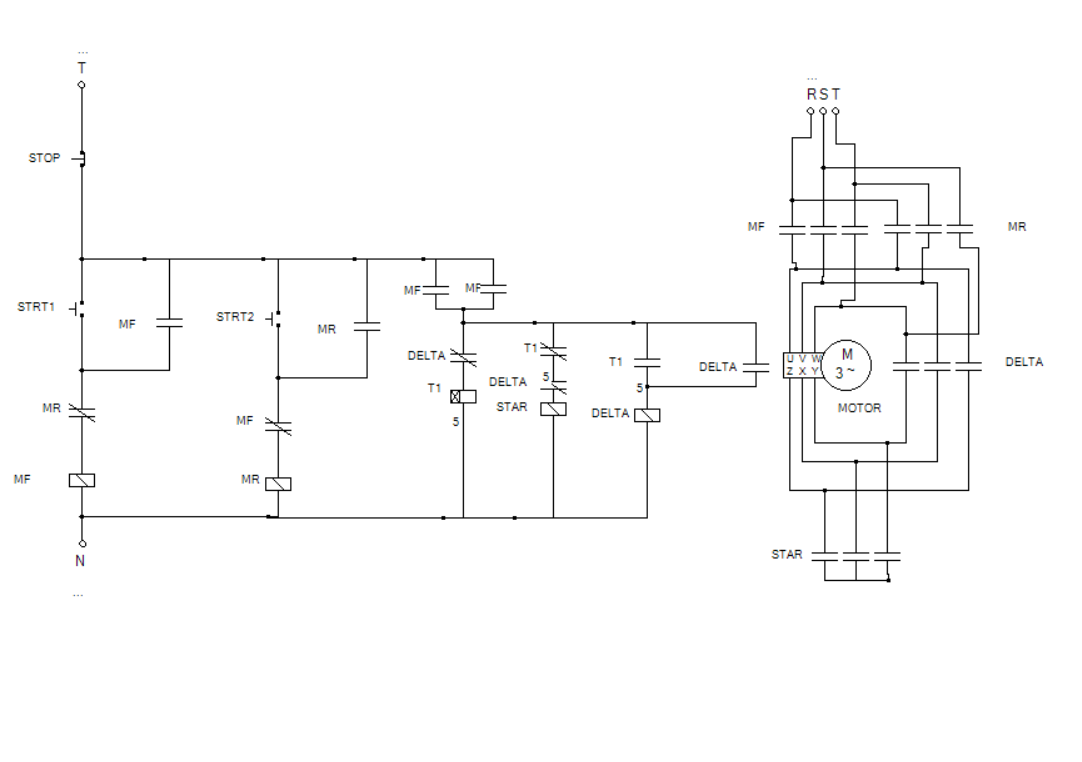 ...
T
STOP
STRT1
MF
STRT2
MR
MF
MF
MR
MF
MF
MR
N
...
DELTA
T1
5
T1
5
DELTA
STAR
T1
5
DELTA
DELTA
...
R S T
MF
MR
U V W
Z X Y
M
3 ~
MOTOR
DELTA
STAR